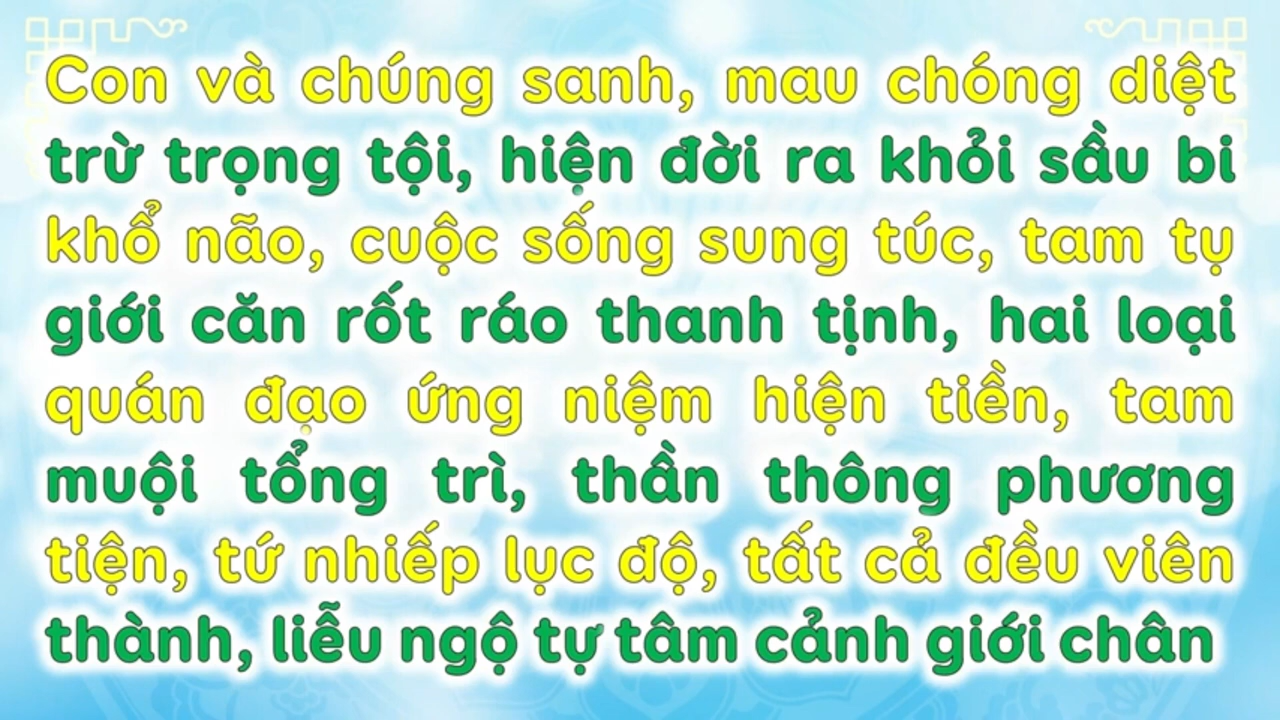 Con và chúng sanh, mau chóng diệt
trừ trọng tội, hiện đời ra khỏi sầu bi
khổ não, cuộc sống sung túc, tam tụ
giới căn rốt ráo thanh tịnh, hai loại
quán đạo ứng niệm hiện tiền, tam
muội tổng trì, thần thông phương
tiện, tứ nhiếp lục độ, tất cả đều viên
thành, liễu ngộ tự tâm cảnh giới chân